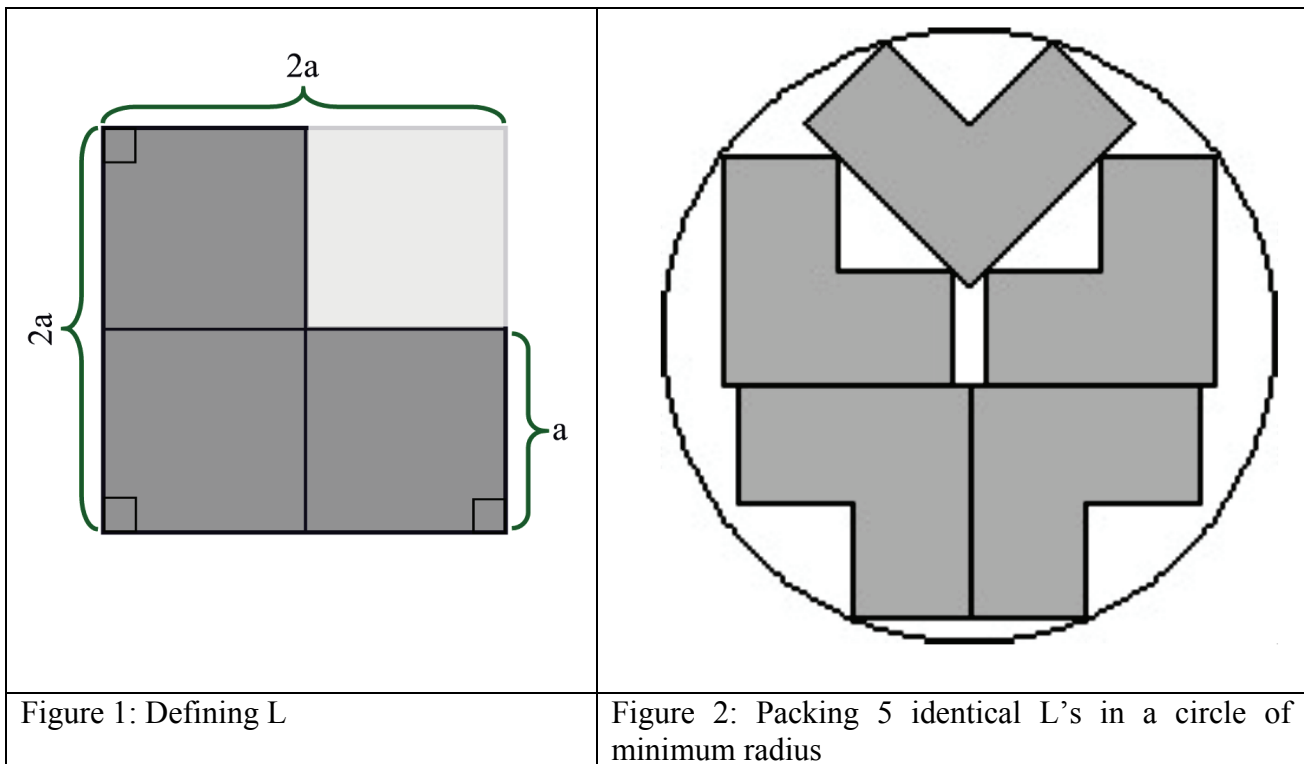 2a
2a
a
Figure 1: Defining L
Figure 2: Packing 5 identical L's in a circle of
minimum radius